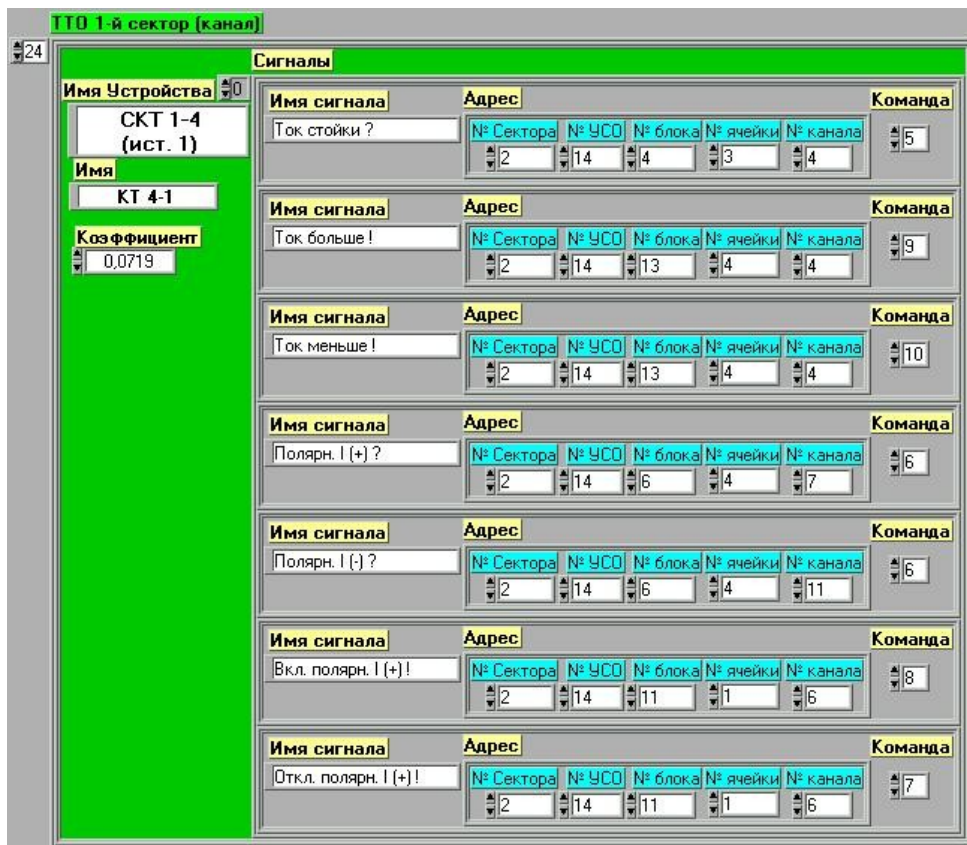 ТТО 1-й сектор (канал)
24
Сигналы
Имя Устройства 0
СКТ 1-4
(ист. 1)
Имя
КТ 4-1
Коэффициент
0,0719
Имя сигнала Адрес Команда
Ток стойки ? № Сектора № УСО № блока № ячейки № канала 5
2 14 4 3 4
Имя сигнала Адрес Команда
Ток больше ! № Сектора № УСО № блока № ячейки № канала 9
2 14 13 4 4
Имя сигнала Адрес Команда
Ток меньше ! № Сектора № УСО № блока № ячейки № канала 10
2 14 13 4 4
Имя сигнала Адрес Команда
Полярн. I (+) ? № Сектора № УСО № блока № ячейки № канала 6
2 14 6 4 7
Имя сигнала Адрес Команда
Полярн. I (-) ? № Сектора № УСО № блока № ячейки № канала 6
2 14 6 4 11
Имя сигнала Адрес Команда
Вкл. полярн. I (+) ! № Сектора № УСО № блока № ячейки № канала 8
2 14 11 1 6
Имя сигнала Адрес Команда
Откл. полярн. I (+) ! № Сектора № УСО № блока № ячейки № канала 7
2 14 11 1 6